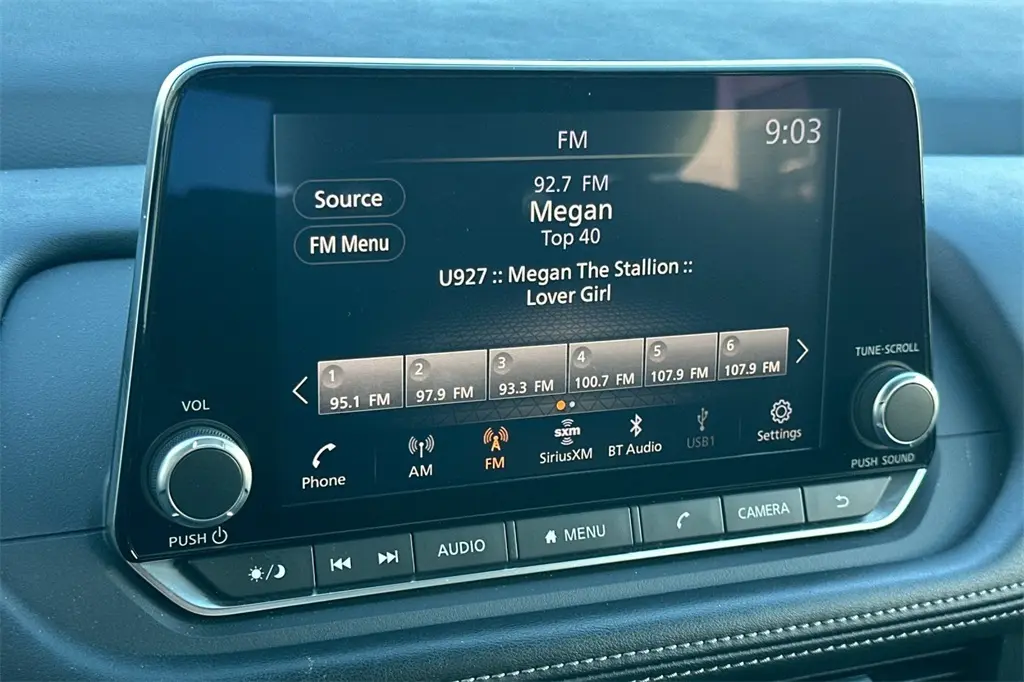 FM
9:03
Source
FM Menu
92.7 FM
Megan
Top 40
U927 :: Megan The Stallion ::
Lover Girl
1
95.1 FM
2
97.9 FM
3
93.3 FM
4
100.7 FM
5
107.9 FM
6
107.9 FM
Phone
AM
FM
sxm
SiriusXM
BT Audio
USB1
Settings
VOL
PUSH
TUNE·SCROLL
PUSH SOUND
AUDIO
MENU
CAMERA